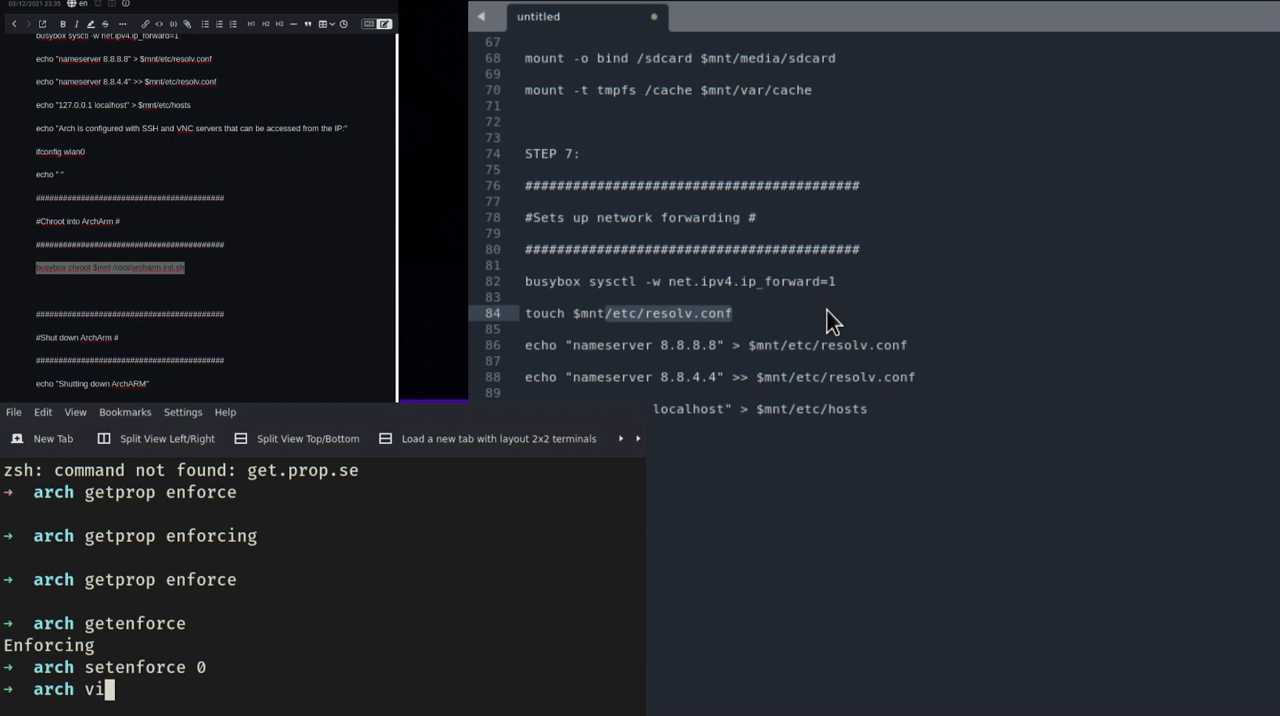 03/12/2021 23:35 en
B I S H1 H2 H3
busybox sysctl -w net.ipv4.ip_forward=1
echo "nameserver 8.8.8.8" > $mnt/etc/resolv.conf
echo "nameserver 8.8.4.4" >> $mnt/etc/resolv.conf
echo "127.0.0.1 localhost" > $mnt/etc/hosts
echo "Arch is configured with SSH and VNC servers that can be accessed from the IP:"
ifconfig wlan0
echo " "
##########################################
#Chroot into ArchArm #
##########################################
busybox chroot $mnt /root/archarm.init.sh
##########################################
#Shut down ArchArm #
##########################################
echo "Shutting down ArchARM"
untitled
67
68 mount -o bind /sdcard $mnt/media/sdcard
69
70 mount -t tmpfs /cache $mnt/var/cache
71
72
73
74 STEP 7:
75
76 ##########################################
77
78 #Sets up network forwarding #
79
80 ##########################################
81
82 busybox sysctl -w net.ipv4.ip_forward=1
83
84 touch $mnt/etc/resolv.conf
85
86 echo "nameserver 8.8.8.8" > $mnt/etc/resolv.conf
87
88 echo "nameserver 8.8.4.4" >> $mnt/etc/resolv.conf
89
localhost" > $mnt/etc/hosts
File Edit View Bookmarks Settings Help
New Tab Split View Left/Right Split View Top/Bottom Load a new tab with layout 2x2 terminals
zsh: command not found: get.prop.se
→ arch getprop enforce
→ arch getprop enforcing
→ arch getprop enforce
→ arch getenforce
Enforcing
→ arch setenforce 0
→ arch vi